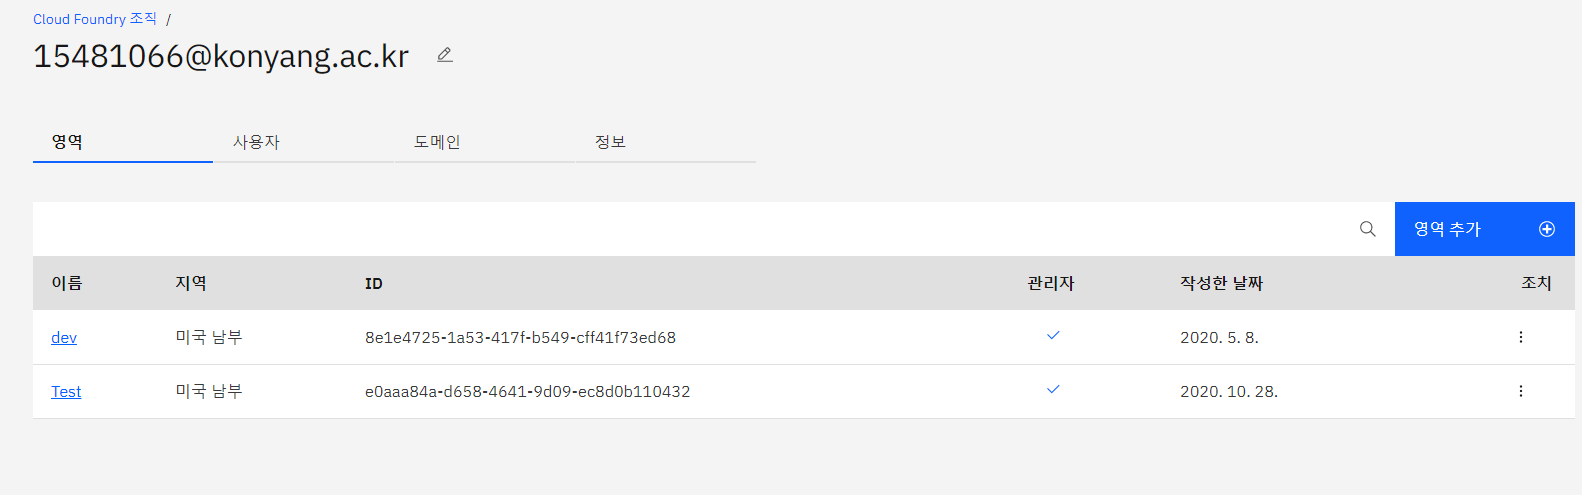 Cloud Foundry 조직 /
15481066@konyang.ac.kr
영역 사용자 도메인 정보
영역 추가
이름 지역 ID 관리자 작성한 날짜 조치
dev 미국 남부 8e1e4725-1a53-417f-b549-cff41f73ed68 2020. 5. 8.
Test 미국 남부 e0aaa84a-d658-4641-9d09-ec8d0b110432 2020. 10. 28.